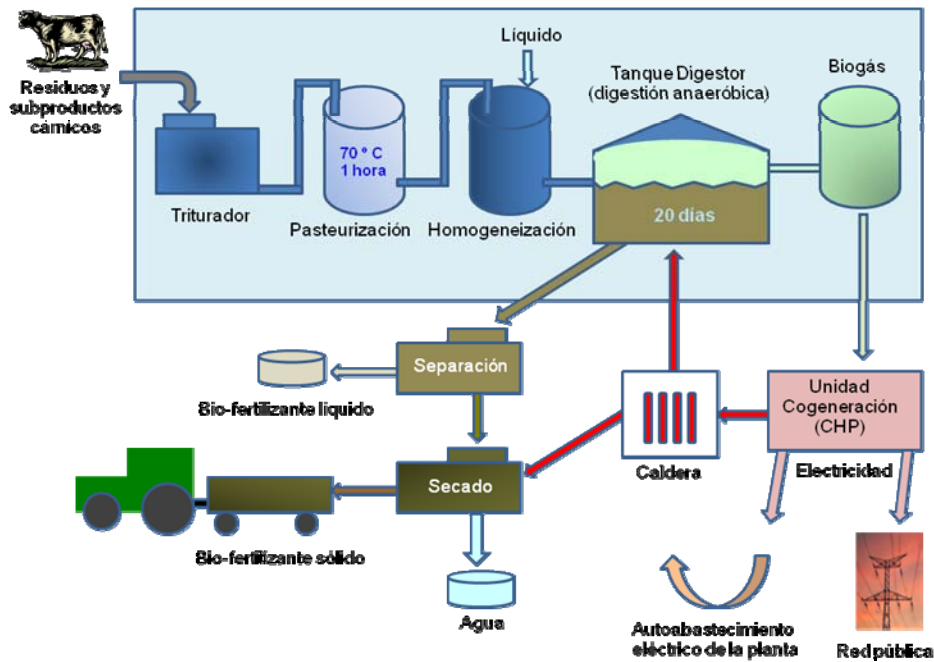 Residuos y
subproductos
cárnicos
Triturador
70 ° C
1 hora
Pasteurización
Líquido
Homogeneización
Tanque Digestor
(digestión anaeróbica)
20 días
Biogás
Separación
Bio-fertilizante líquido
Secado
Bio-fertilizante sólido
Agua
Caldera
Unidad
Cogeneración
(CHP)
Electricidad
Autoabastecimiento
eléctrico de la planta
Red pública